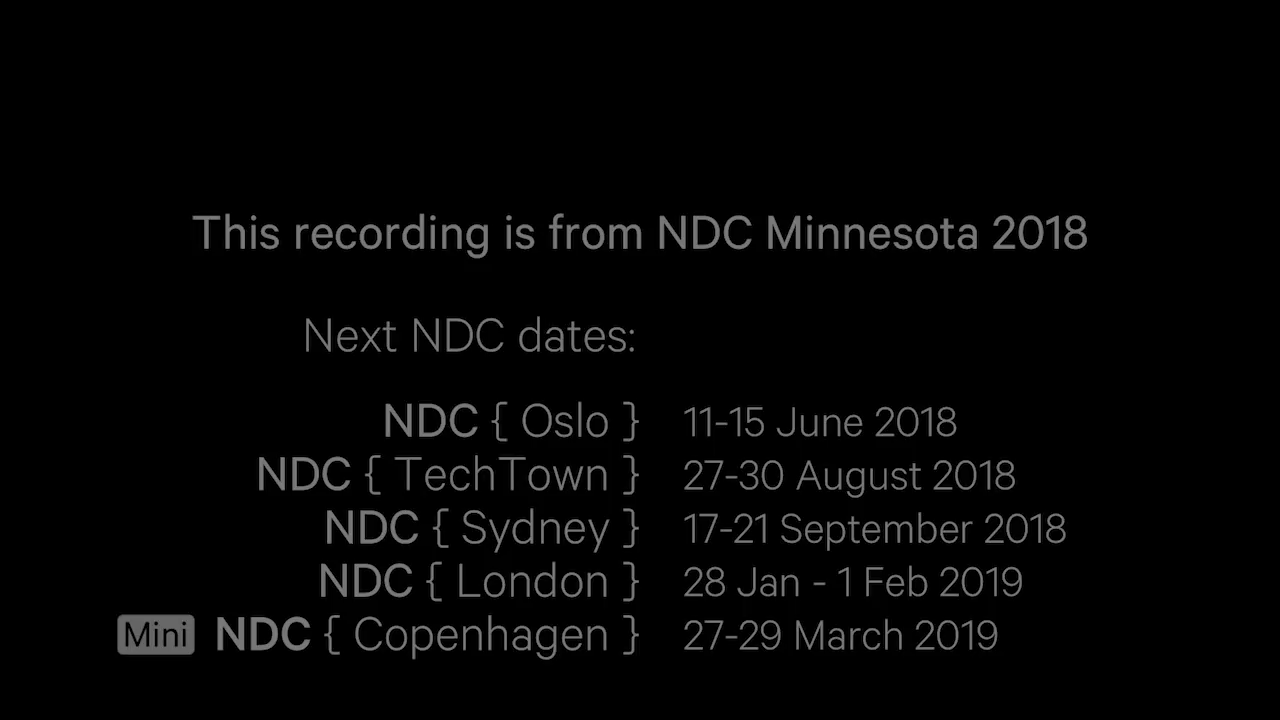 This recording is from NDC Minnesota 2018
Next NDC dates:
NDC { Oslo } 11-15 June 2018
NDC { TechTown } 27-30 August 2018
NDC { Sydney } 17-21 September 2018
NDC { London } 28 Jan - 1 Feb 2019
Mini NDC { Copenhagen } 27-29 March 2019